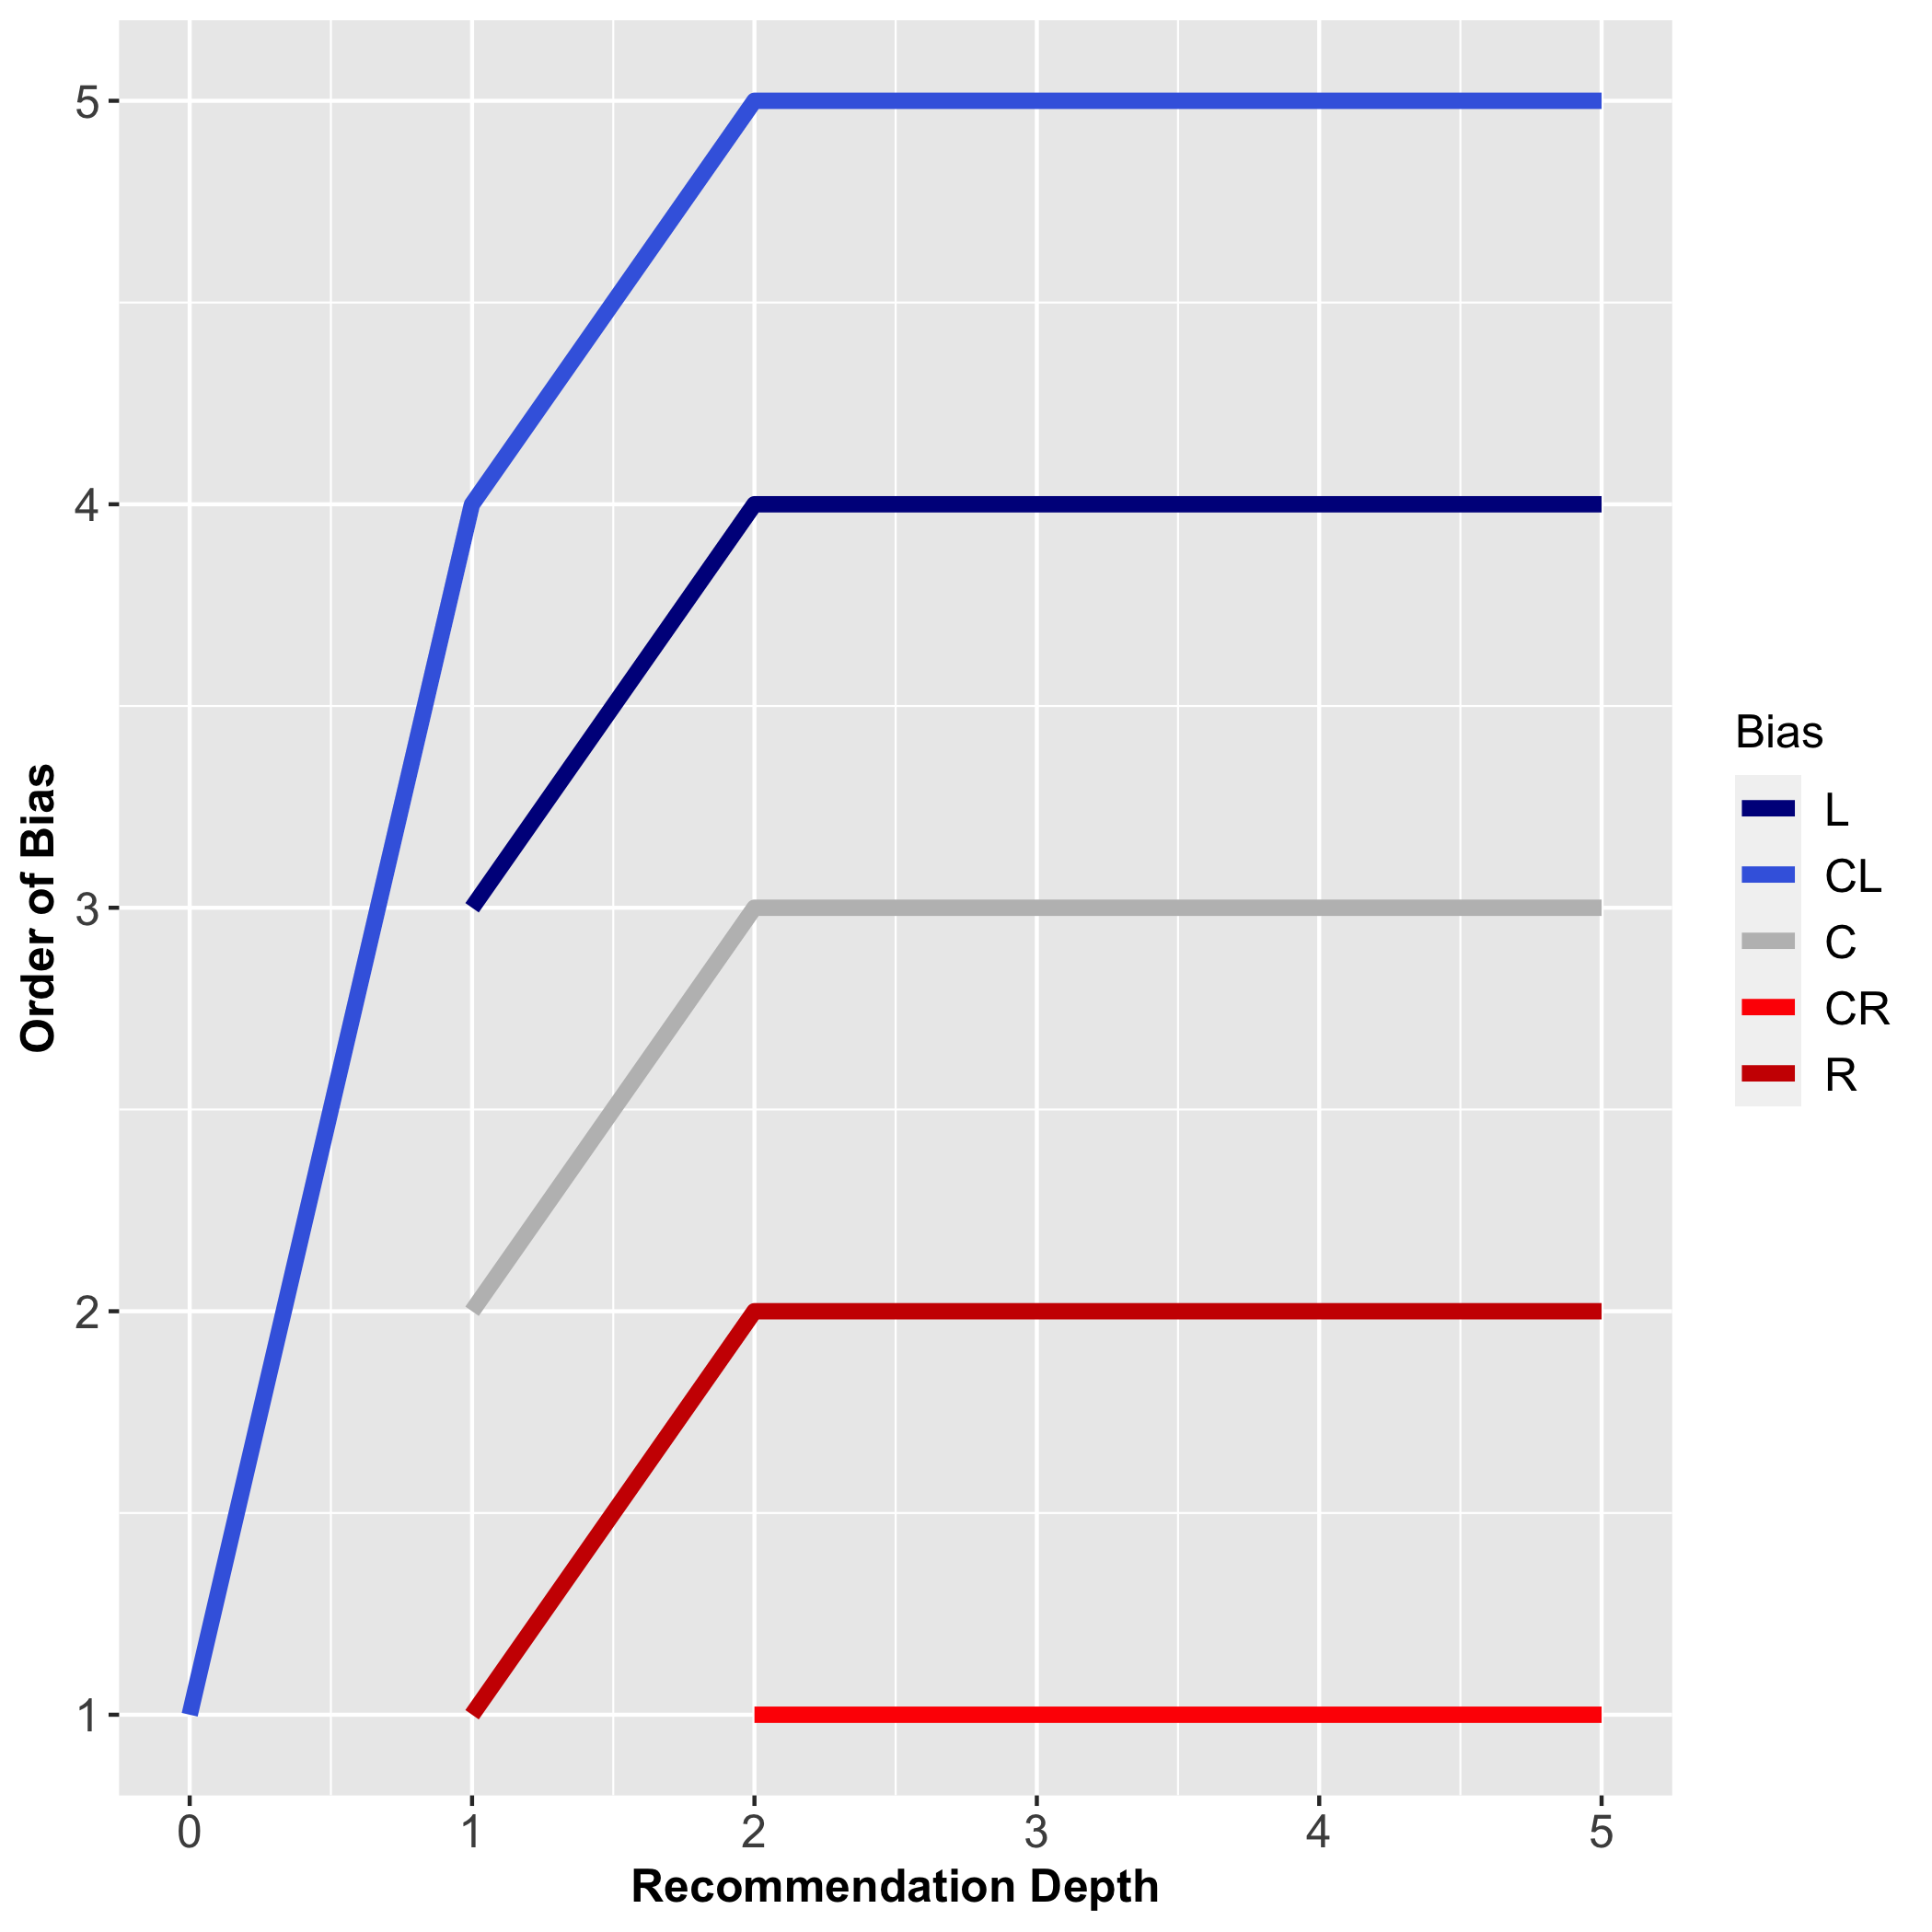 5
4
3
2
1
Order of Bias
0 1 2 3 4 5
Recommendation Depth
Bias
L
CL
C
CR
R